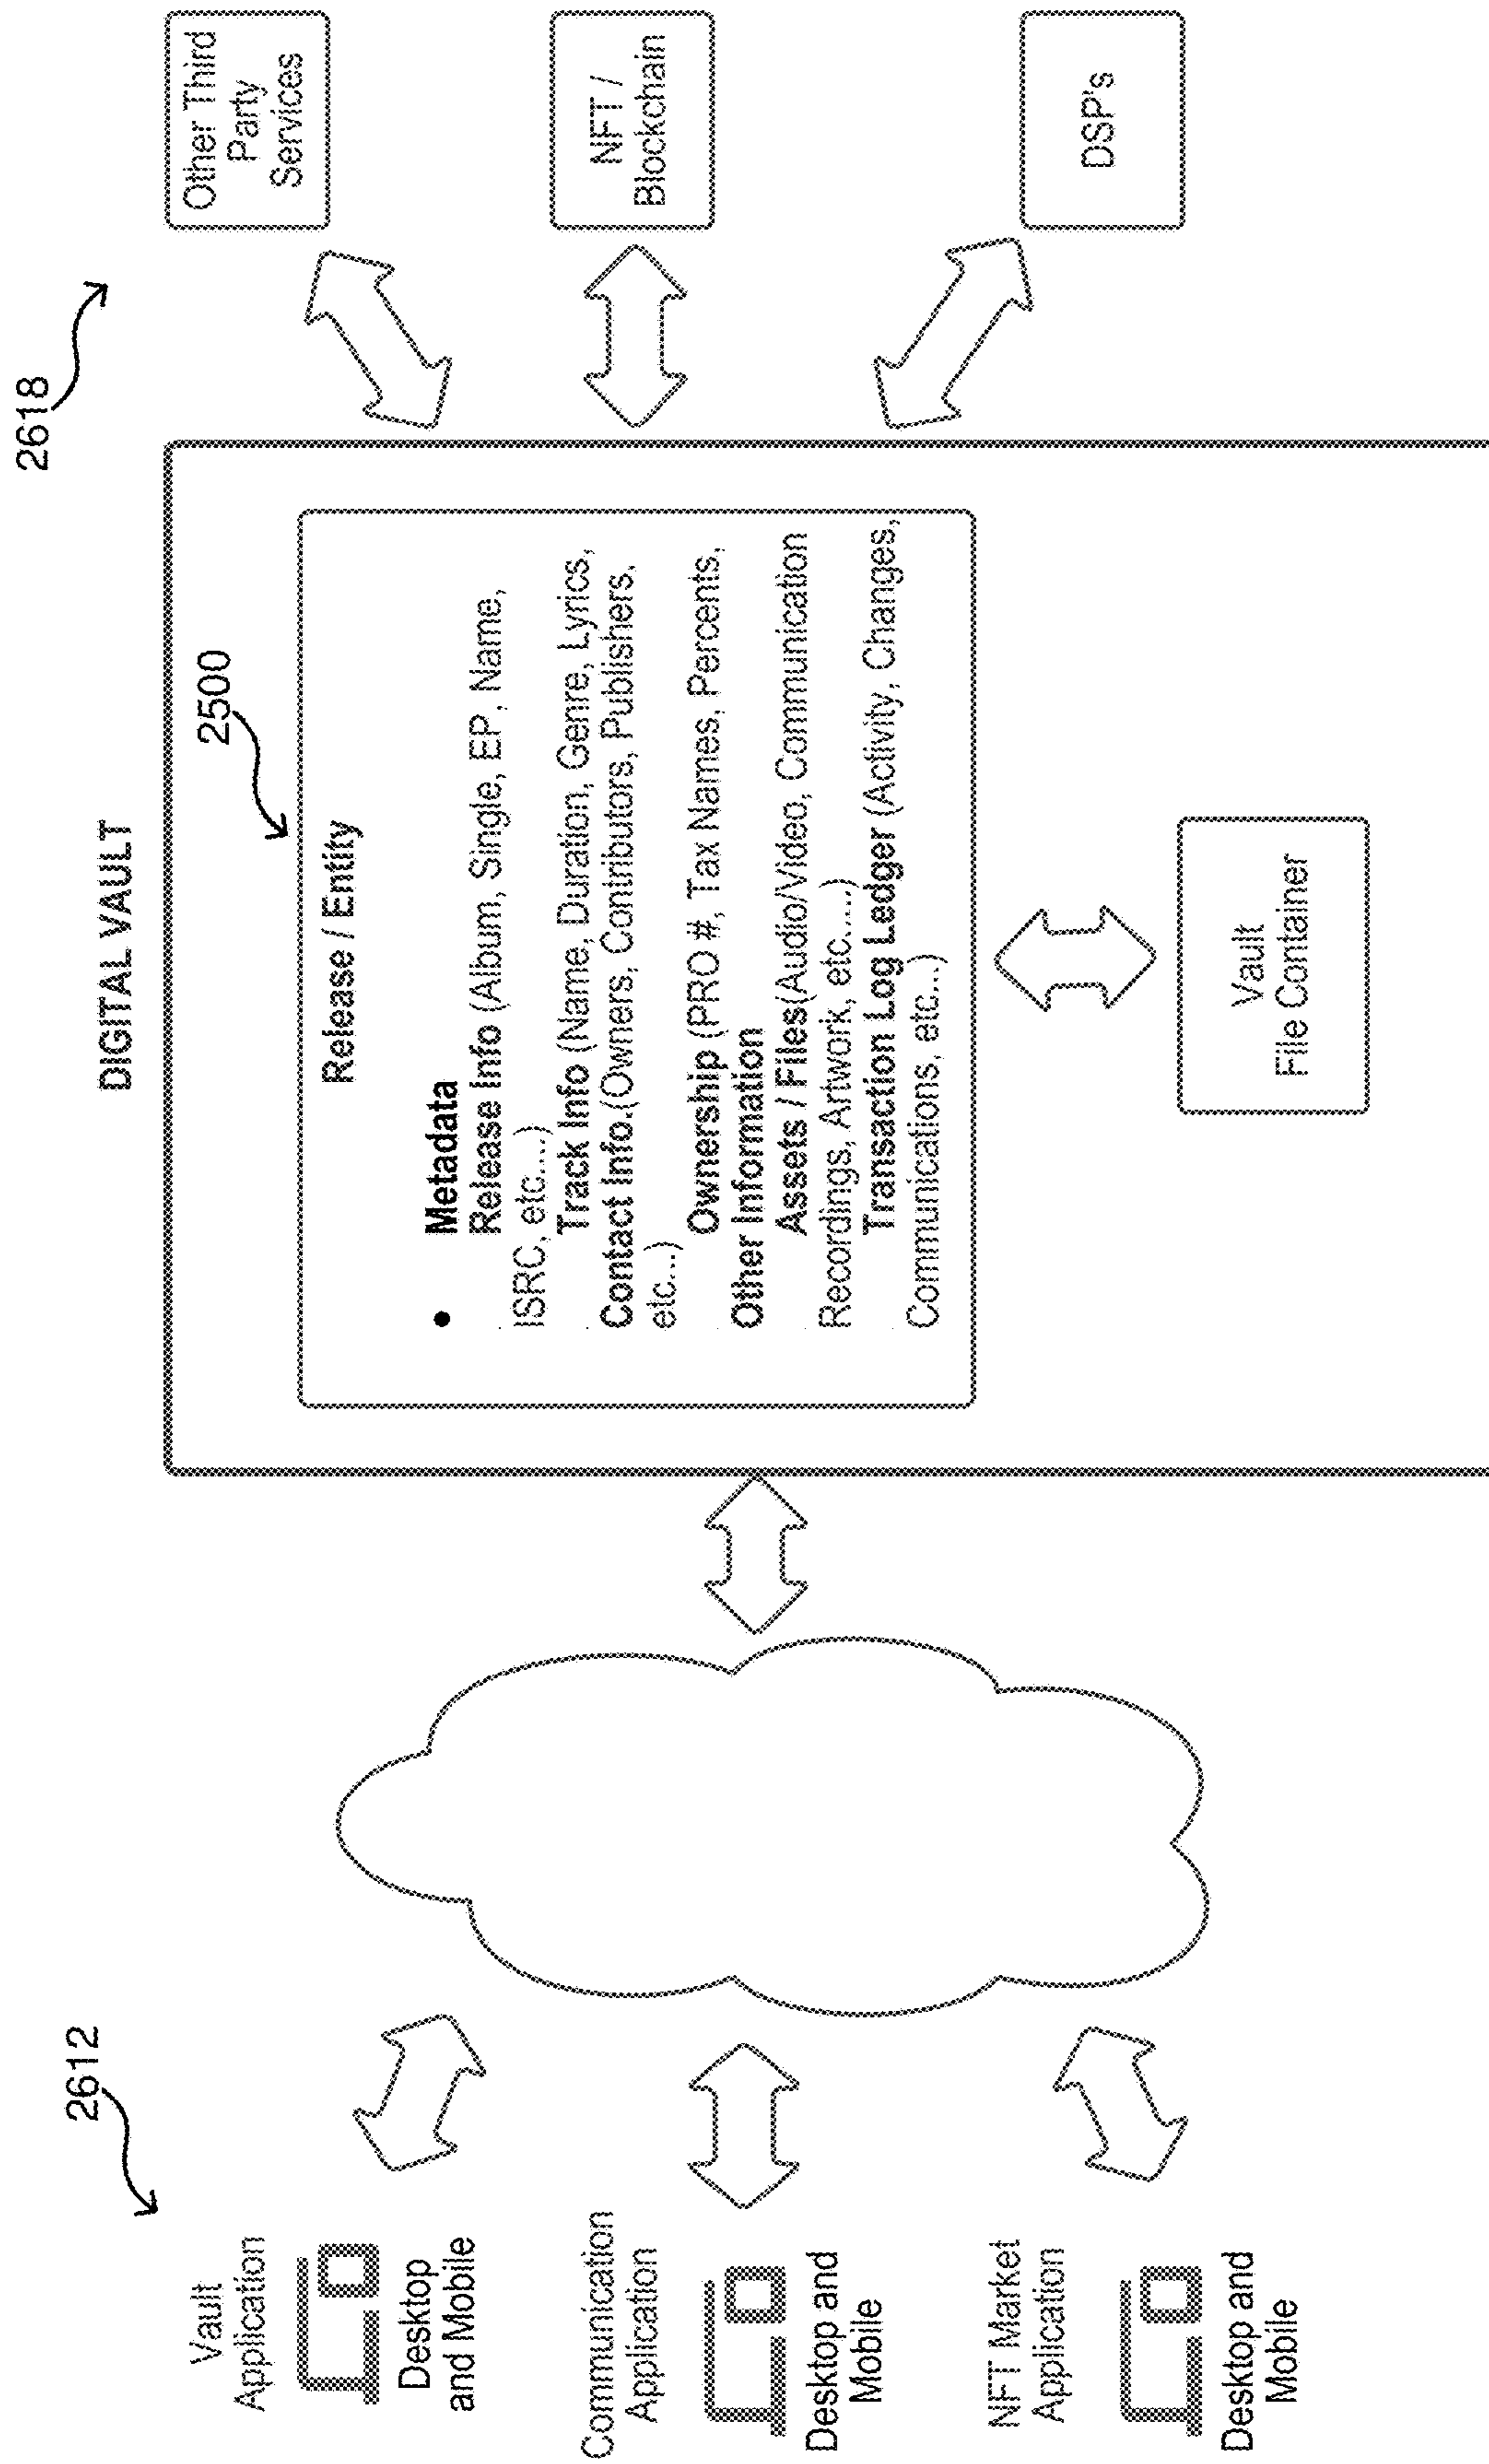 DIGITAL VAULT
2618
2612
2500
Vault
Application
Desktop
and Mobile
Communication
Application
Desktop and
Mobile
NFT Market
Application
Desktop and
Mobile
Release / Entity
• Metadata
Release Info (Album, Single, EP, Name,
ISRC, etc....)
Track Info (Name, Duration, Genre, Lyrics,
Contact Info.(Owners, Contributors, Publishers,
etc...)
Ownership (PRO #, Tax Names, Percents,
Other Information
Assets / Files(Audio/Video, Communication
Recordings, Artwork, etc.....)
Transaction Log Ledger (Activity, Changes,
Communications, etc...)
Vault
File Container
Other Third
Party
Services
NFT /
Blockchain
DSP's